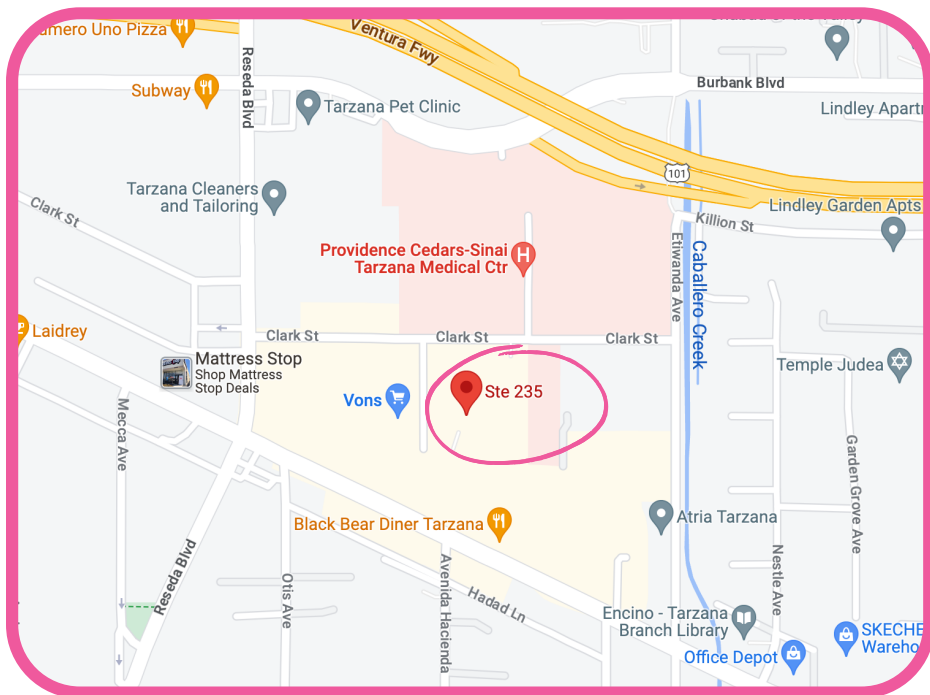 umero Uno Pizza
Ventura Fwy
Reseda Blvd
Burbank Blvd
Subway
Tarzana Pet Clinic
Lindley Apartr
101
Tarzana Cleaners
and Tailoring
Clark St
Lindley Garden Apts
Killion St
Etiwanda Ave
Caballero Creek
Providence Cedars-Sinai
Tarzana Medical Ctr
H
Laidrey
Clark St
Clark St
Clark St
Mattress Stop
Shop Mattress
Stop Deals
Temple Judea
Vons
Ste 235
Mecca Ave
Garden Grove Ave
Black Bear Diner Tarzana
Atria Tarzana
Reseda Blvd
Otis Ave
Avenida Hacienda
Hadad Ln
Nestle Ave
Encino - Tarzana
Branch Library
Office Depot
SKECHE
Wareho